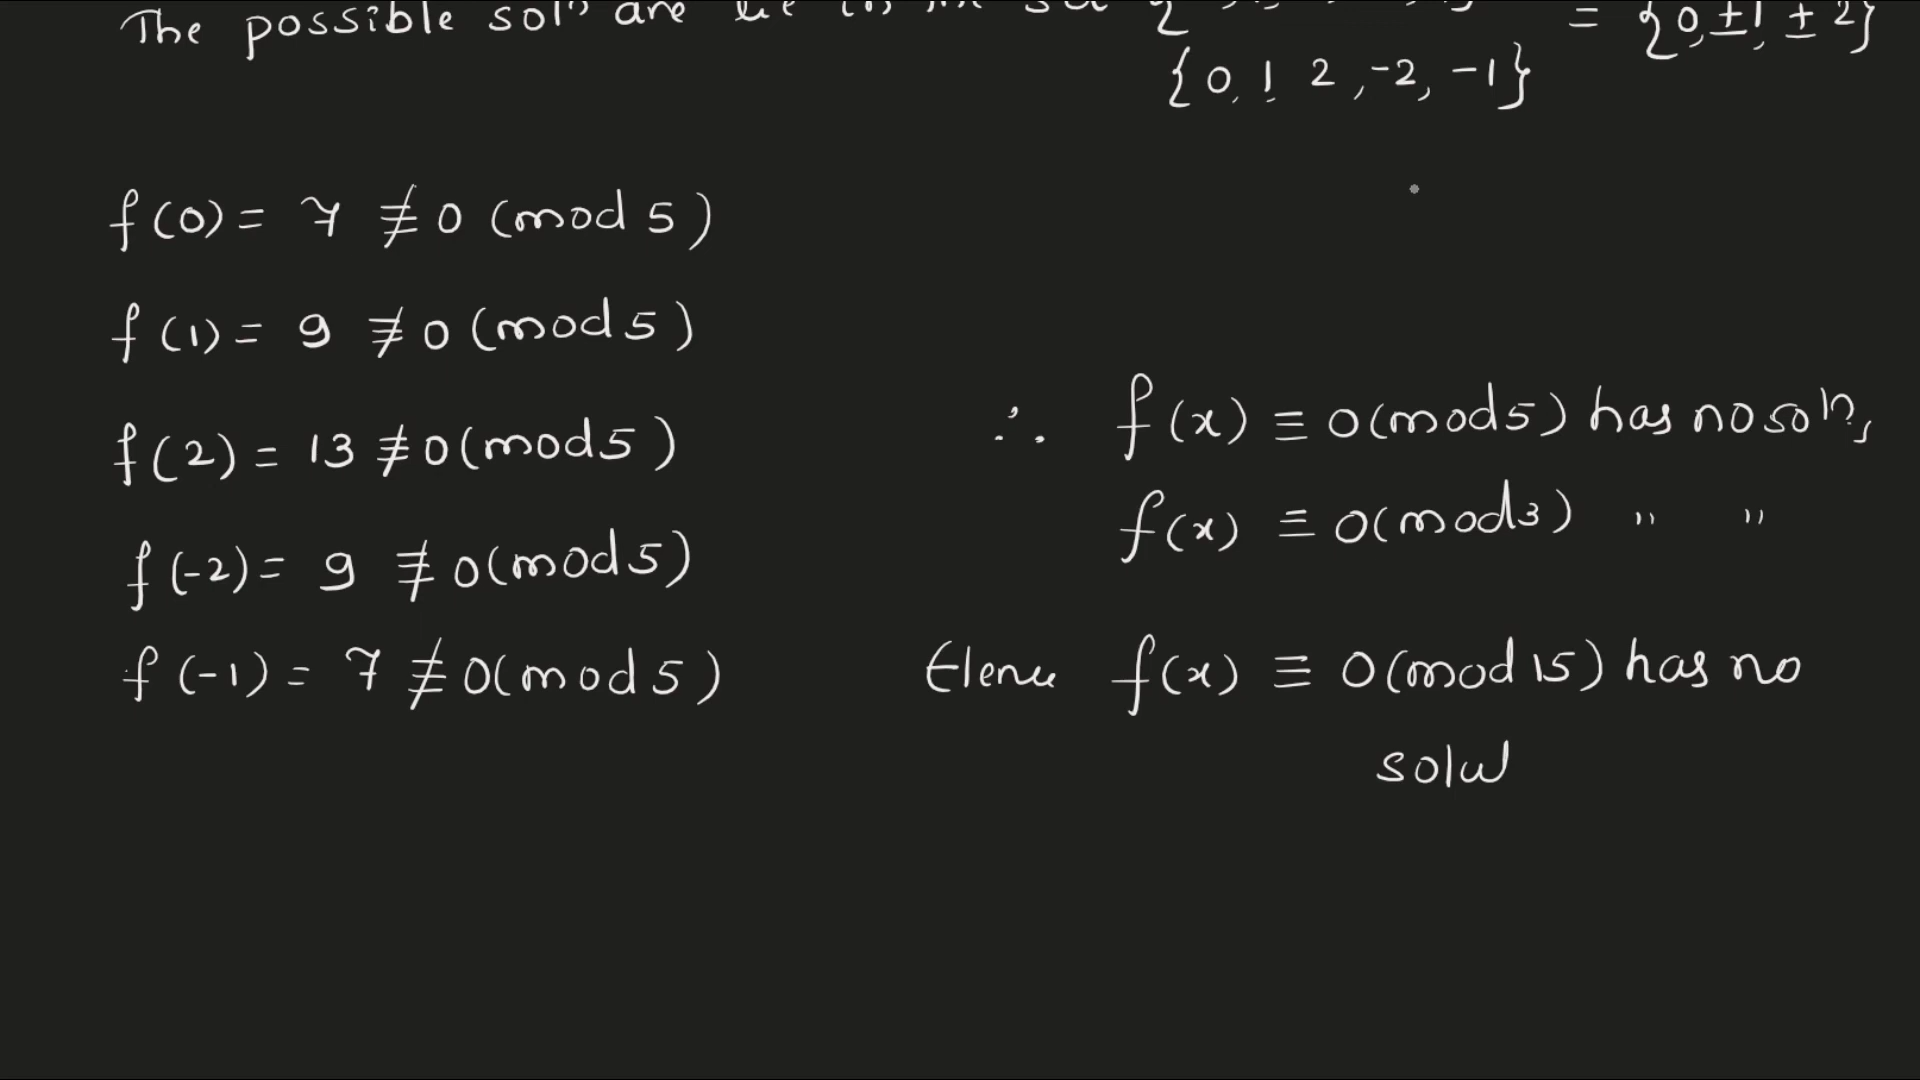 The possible solns are
= {0, ±1, ± 2}
{0, 1, 2, -2, -1}
f(0) = 7 ≢ 0 (mod 5)
f(1) = 9 ≢ 0 (mod 5)
f(2) = 13 ≢ 0(mod 5)
f(-2) = 9 ≢ 0(mod 5)
f(-1) = 7 ≢ 0(mod 5)
∴ f(x) ≡ 0(mod 5) has no soln,
f(x) ≡ 0(mod 3) " "
Hence f(x) ≡ 0(mod 15) has no
solu